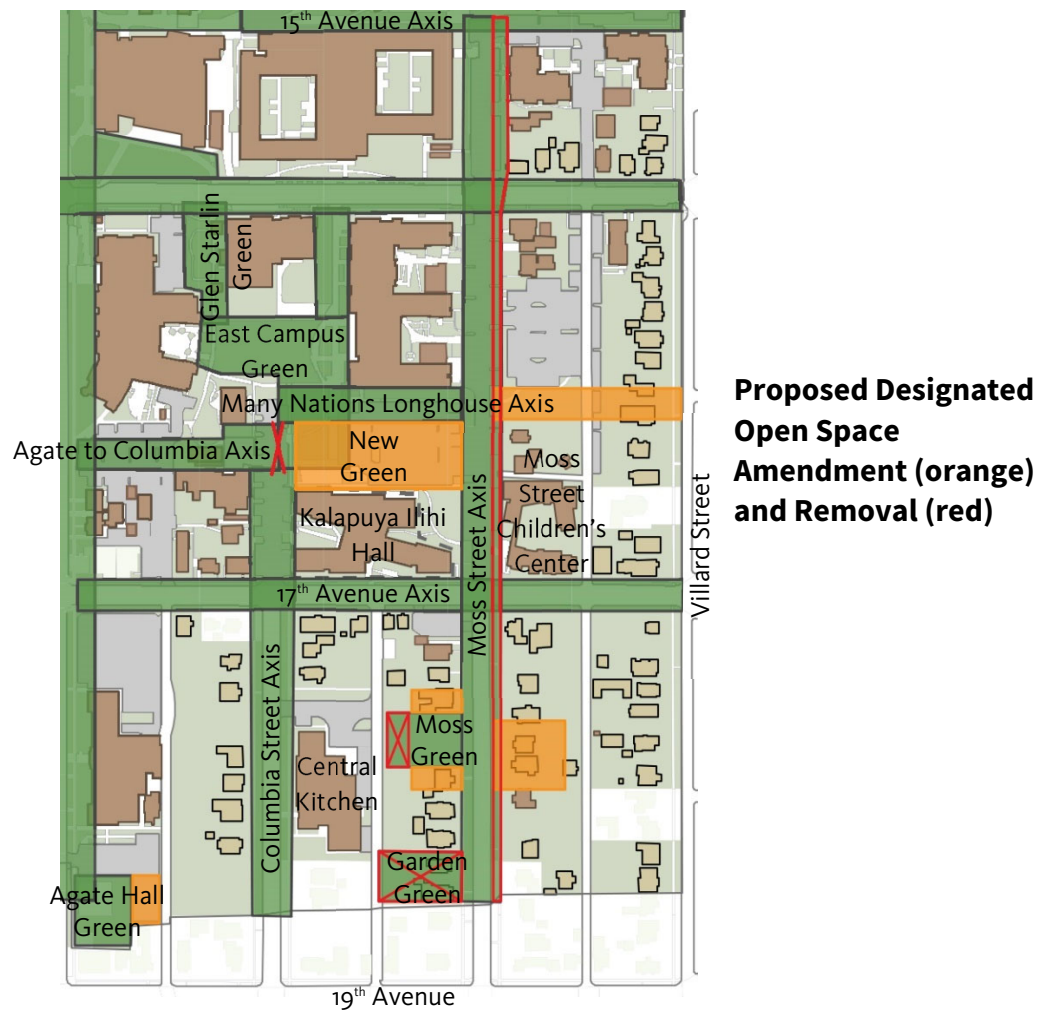 15th Avenue Axis
Glen Starlin
Green
East Campus
Green
Many Nations Longhouse Axis
Agate to Columbia Axis
New
Green
Kalapuya Ilihi
Hall
Moss
Street
Children's
Center
Moss Street Axis
Villard Street
17th Avenue Axis
Columbia Street Axis
Central
Kitchen
Moss
Green
Garden
Green
Agate Hall
Green
19th Avenue
Proposed Designated
Open Space
Amendment (orange)
and Removal (red)